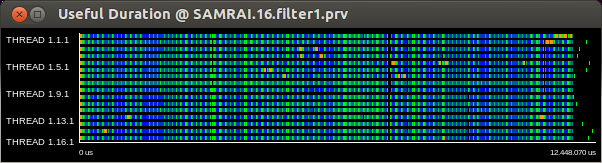 Useful Duration @ SAMRAI.16.filter1.prv
THREAD 1.1.1
THREAD 1.5.1
THREAD 1.9.1
THREAD 1.13.1
THREAD 1.16.1
0 us
12.448.070 us